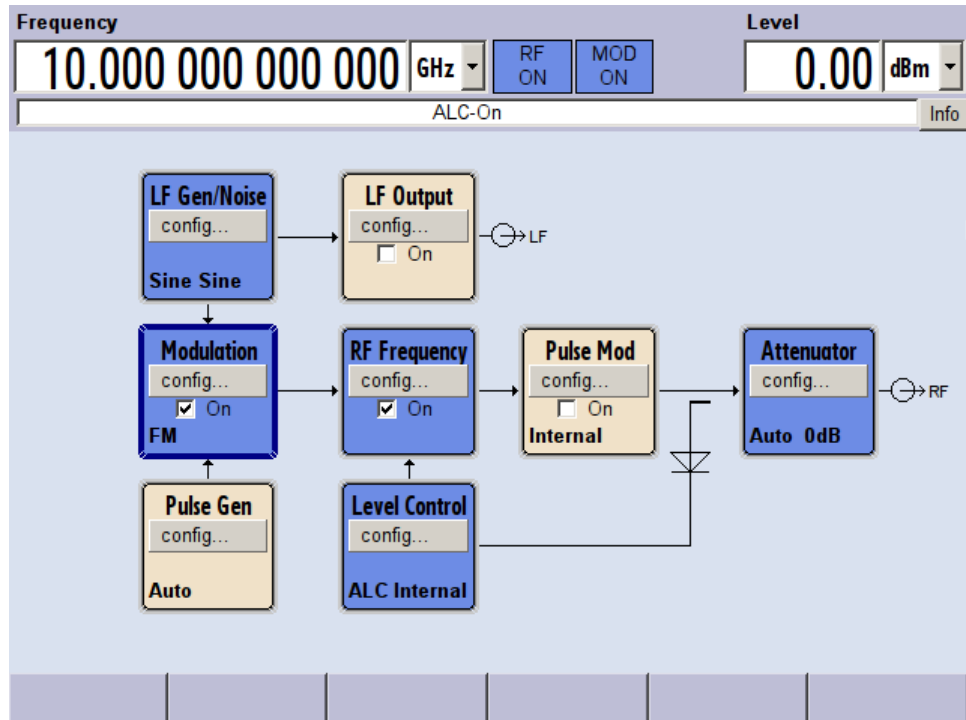 Frequency
Level
10.000 000 000 000 GHz
RF ON
MOD ON
0.00 dBm
ALC-On
Info
LF Gen/Noise
config...
Sine Sine
LF Output
config...
On
LF
Modulation
config...
On
FM
RF Frequency
config...
On
Pulse Mod
config...
On
Internal
Attenuator
config...
Auto 0dB
RF
Pulse Gen
config...
Auto
Level Control
config...
ALC Internal